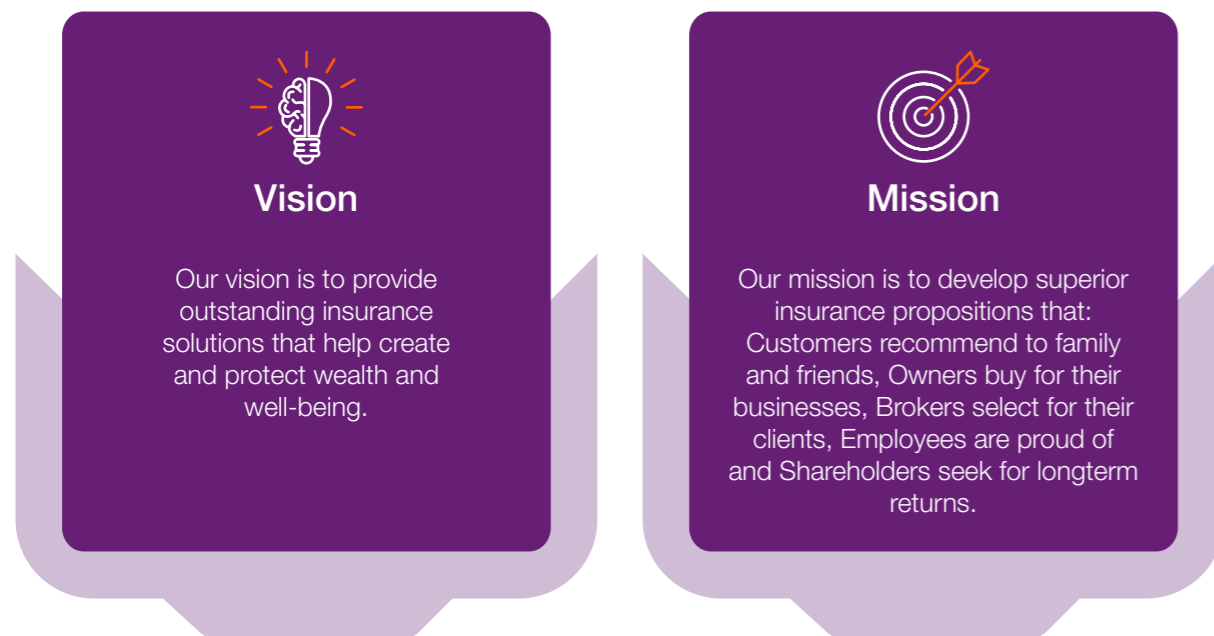 Vision
Our vision is to provide
outstanding insurance
solutions that help create
and protect wealth and
well-being.
Mission
Our mission is to develop superior
insurance propositions that:
Customers recommend to family
and friends, Owners buy for their
businesses, Brokers select for their
clients, Employees are proud of
and Shareholders seek for longterm
returns.